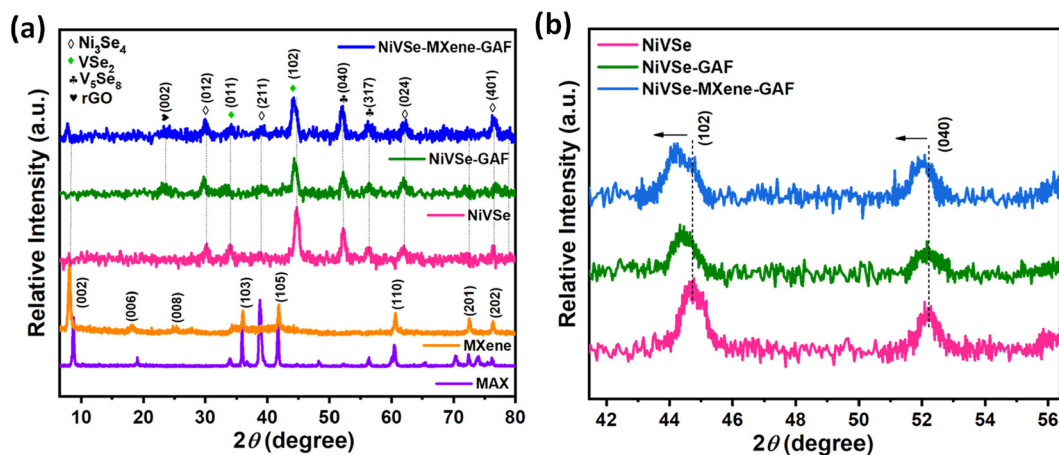 (a)
◊ Ni₃Se₄
♦ VSe₂
♣ V₅Se₈
♥ rGO
NiVSe-MXene-GAF
♥(002)
◊(012)
♦(011)
◊(211)
♦(102)
♣(040)
♣(317)
◊(024)
◊(401)
NiVSe-GAF
NiVSe
(002)
(006)
(008)
(103)
(105)
(110)
(201)
(202)
MXene
MAX
Relative Intensity (a.u.)
10 20 30 40 50 60 70 80
2θ (degree)
(b)
NiVSe
NiVSe-GAF
NiVSe-MXene-GAF
(102)
(040)
Relative Intensity (a.u.)
42 44 46 48 50 52 54 56
2θ (degree)